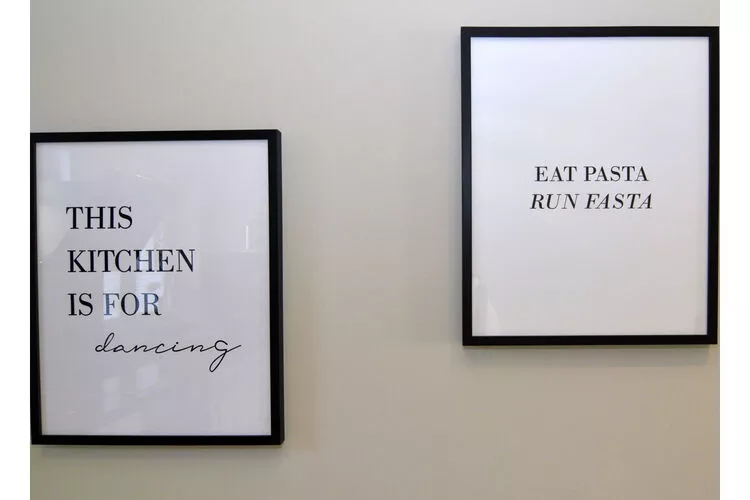 THIS
KITCHEN
IS FOR
dancing
EAT PASTA
RUN FASTA